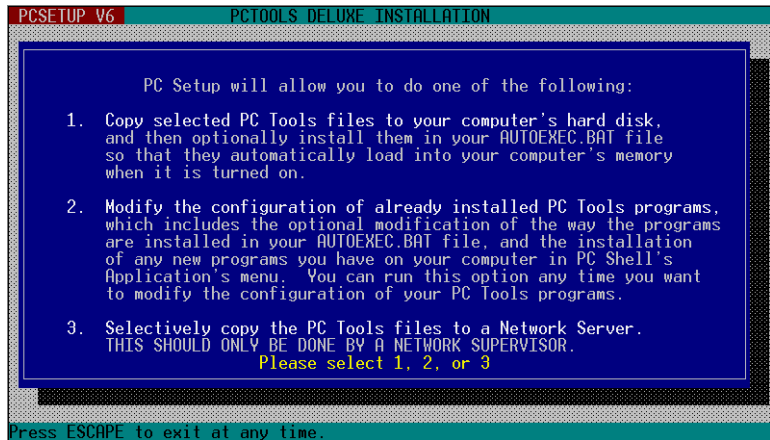 PCSETUP V6 PCTOOLS DELUXE INSTALLATION
PC Setup will allow you to do one of the following:
1. Copy selected PC Tools files to your computer's hard disk,
and then optionally install them in your AUTOEXEC.BAT file
so that they automatically load into your computer's memory
when it is turned on.
2. Modify the configuration of already installed PC Tools programs,
which includes the optional modification of the way the programs
are installed in your AUTOEXEC.BAT file, and the installation
of any new programs you have on your computer in PC Shell's
Application's menu. You can run this option any time you want
to modify the configuration of your PC Tools programs.
3. Selectively copy the PC Tools files to a Network Server.
THIS SHOULD ONLY BE DONE BY A NETWORK SUPERVISOR.
Please select 1, 2, or 3
Press ESCAPE to exit at any time.